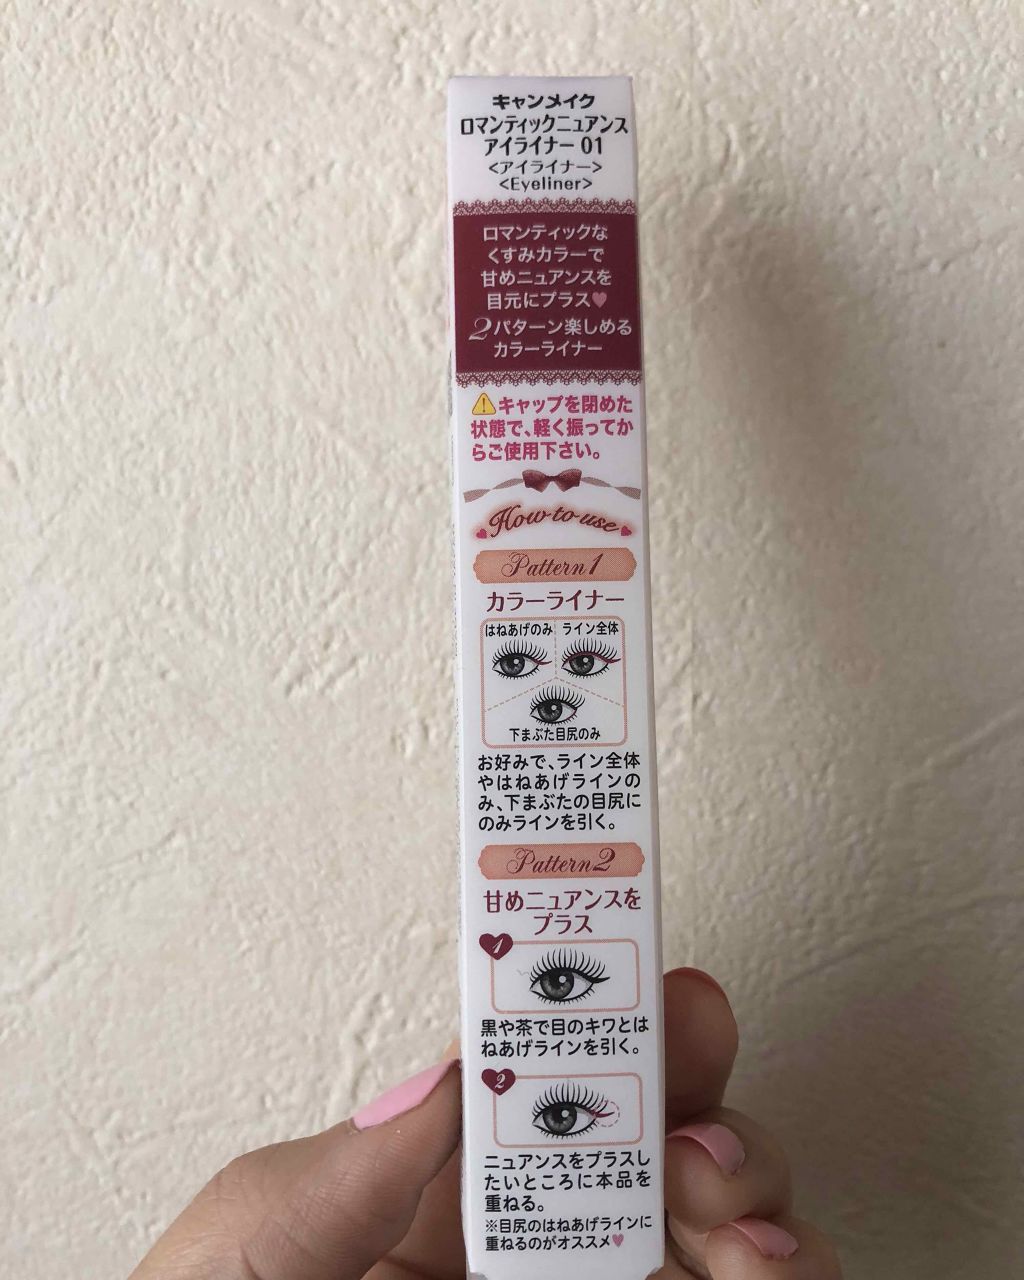 キャンメイク
ロマンティックニュアンス
アイライナー 01
<アイライナー>
<Eyeliner>
ロマンティックな
くすみカラーで
甘めニュアンスを
目元にプラス♥
2パターン楽しめる
カラーライナー
⚠キャップを閉めた
状態で、軽く振ってか
らご使用下さい。
How to use
Pattern1
カラーライナー
はねあげのみ ライン全体
下まぶた目尻のみ
お好みで、ライン全体
やはねあげラインの
み、下まぶたの目尻に
のみラインを引く。
Pattern2
甘めニュアンスを
プラス
1
黒や茶で目のキワとは
ねあげラインを引く。
2
ニュアンスをプラスし
たいところに本品を
重ねる。
※目尻のはねあげラインに
重ねるのがオススメ♥